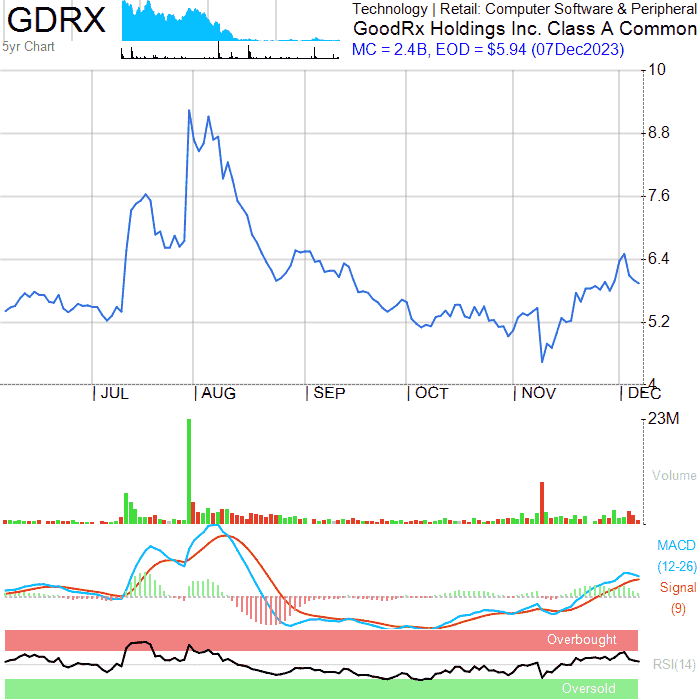 GDRX
5yr Chart
Technology | Retail: Computer Software & Peripheral
GoodRx Holdings Inc. Class A Common
MC = 2.4B, EOD = $5.94 (07Dec2023)
10
8.8
7.6
6.4
5.2
4
| JUL | AUG | SEP | OCT | NOV | DEC
23M
Volume
MACD
(12-26)
Signal
(9)
Overbought
RSI(14)
Oversold